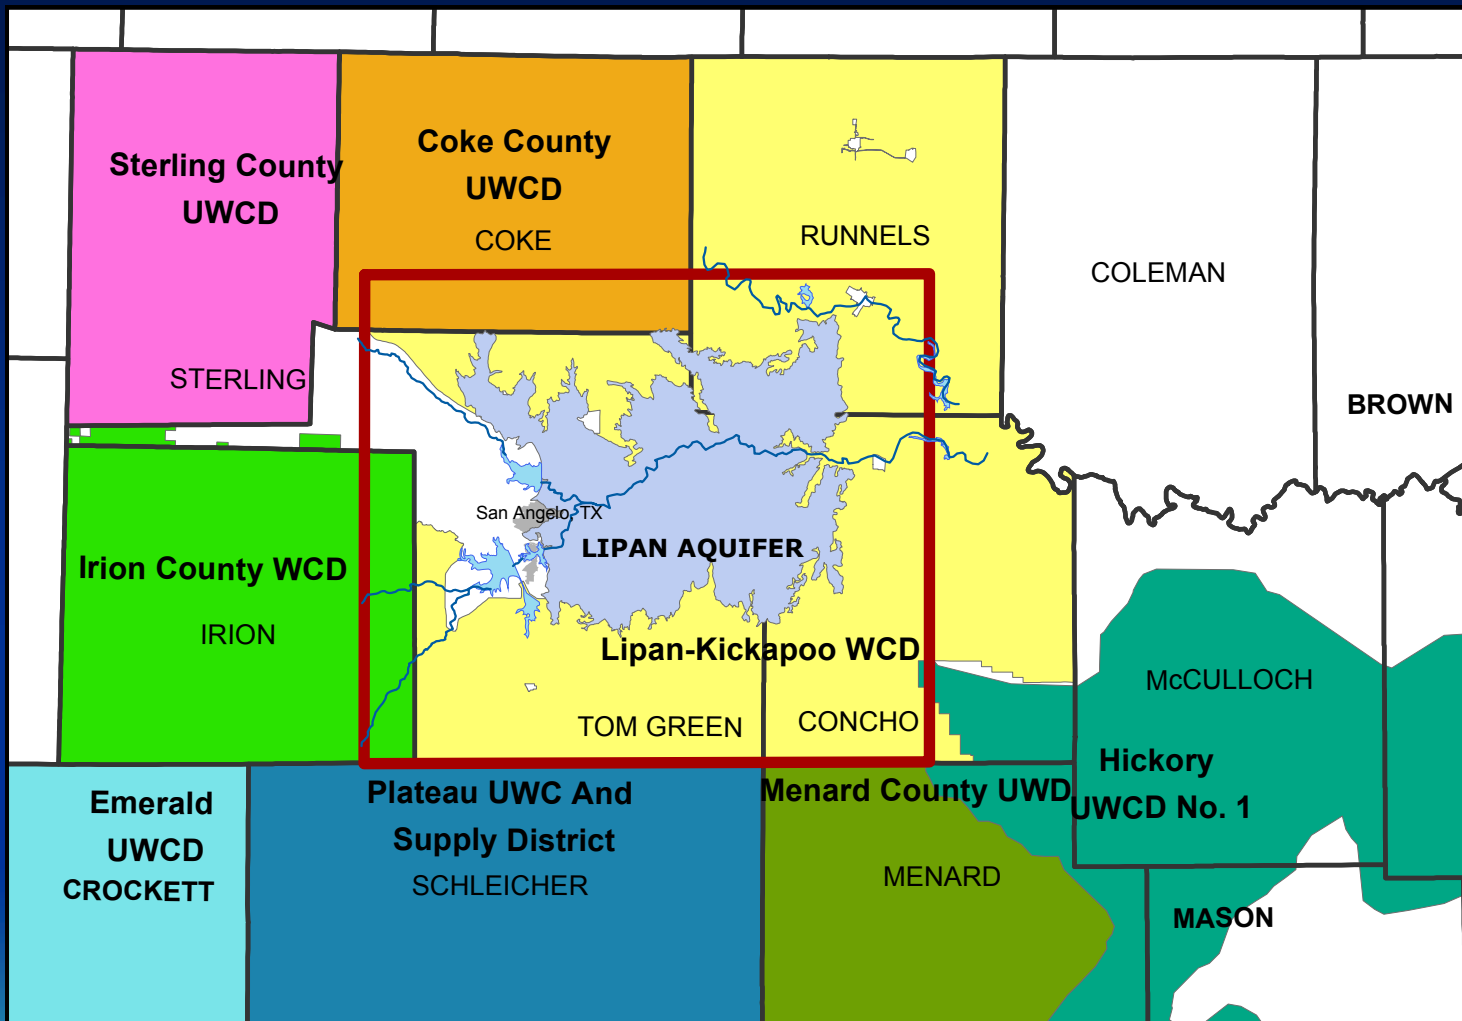 Sterling County
UWCD
STERLING
Coke County
UWCD
COKE
RUNNELS
COLEMAN
BROWN
San Angelo, TX
LIPAN AQUIFER
Irion County WCD
IRION
Lipan-Kickapoo WCD
TOM GREEN
CONCHO
McCULLOCH
Hickory
UWCD No. 1
Emerald
UWCD
CROCKETT
Plateau UWC And
Supply District
SCHLEICHER
Menard County UWD
MENARD
MASON